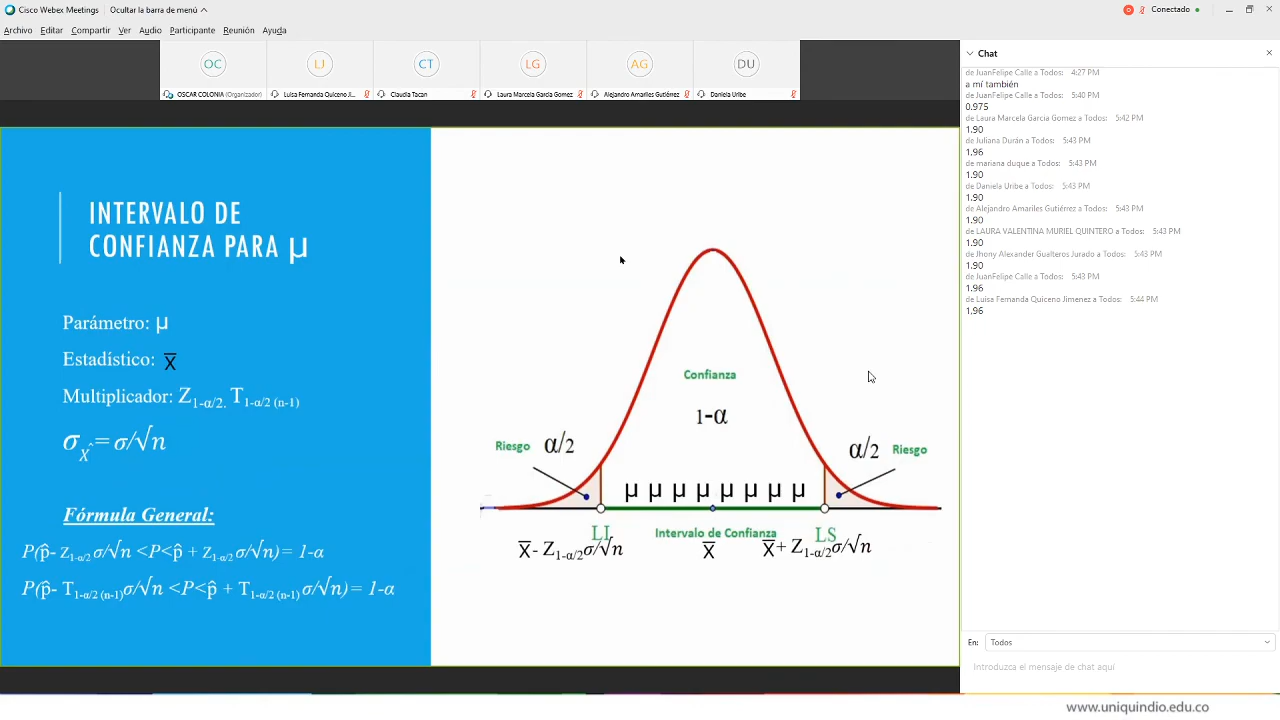 Cisco Webex Meetings
Ocultar la barra de menú
Conectado
Archivo Editar Compartir Ver Audio Participante Reunión Ayuda
OC LJ CT LG AG DU
OSCAR COLONIA (Organizador) Luisa Fernanda Quiceno Ji... Claudia Tacan Laura Marcela Garcia Gomez Alejandro Amariles Gutiérrez Daniela Uribe
INTERVALO DE
CONFIANZA PARA μ
Parámetro: μ
Estadístico: x̅
Multiplicador: Z1-α/2, T1-α/2 (n-1)
σX̂= σ/√n
Fórmula General:
P(p̂- Z1-α/2 σ/√n <P<p̂ + Z1-α/2 σ/√n)= 1-α
P(p̂- T1-α/2 (n-1)σ/√n <P<p̂ + T1-α/2 (n-1) σ/√n)= 1-α
Confianza
1-α
Riesgo α/2
α/2 Riesgo
μ μ μ μ μ μ μ μ
LI Intervalo de Confianza LS
x̅- Z1-α/2σ/√n x̅ x̅+ Z1-α/2σ/√n
Chat
de JuanFelipe Calle a Todos: 4:27 PM
a mí también
de JuanFelipe Calle a Todos: 5:40 PM
0.975
de Laura Marcela Garcia Gomez a Todos: 5:42 PM
1.90
de Juliana Durán a Todos: 5:43 PM
1,96
de mariana duque a Todos: 5:43 PM
1.90
de Daniela Uribe a Todos: 5:43 PM
1.90
de Alejandro Amariles Gutiérrez a Todos: 5:43 PM
1.90
de LAURA VALENTINA MURIEL QUINTERO a Todos: 5:43 PM
1.90
de Jhony Alexander Gualteros Jurado a Todos: 5:43 PM
1.90
de JuanFelipe Calle a Todos: 5:43 PM
1.96
de Luisa Fernanda Quiceno Jimenez a Todos: 5:44 PM
1,96
En: Todos
Introduzca el mensaje de chat aquí
www.uniquindio.edu.co